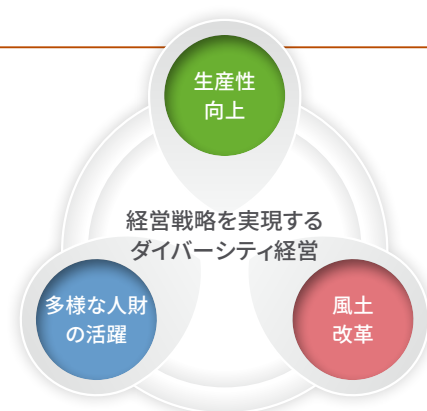 生産性
向上
経営戦略を実現する
ダイバーシティ経営
多様な人財
の活躍
風土
改革